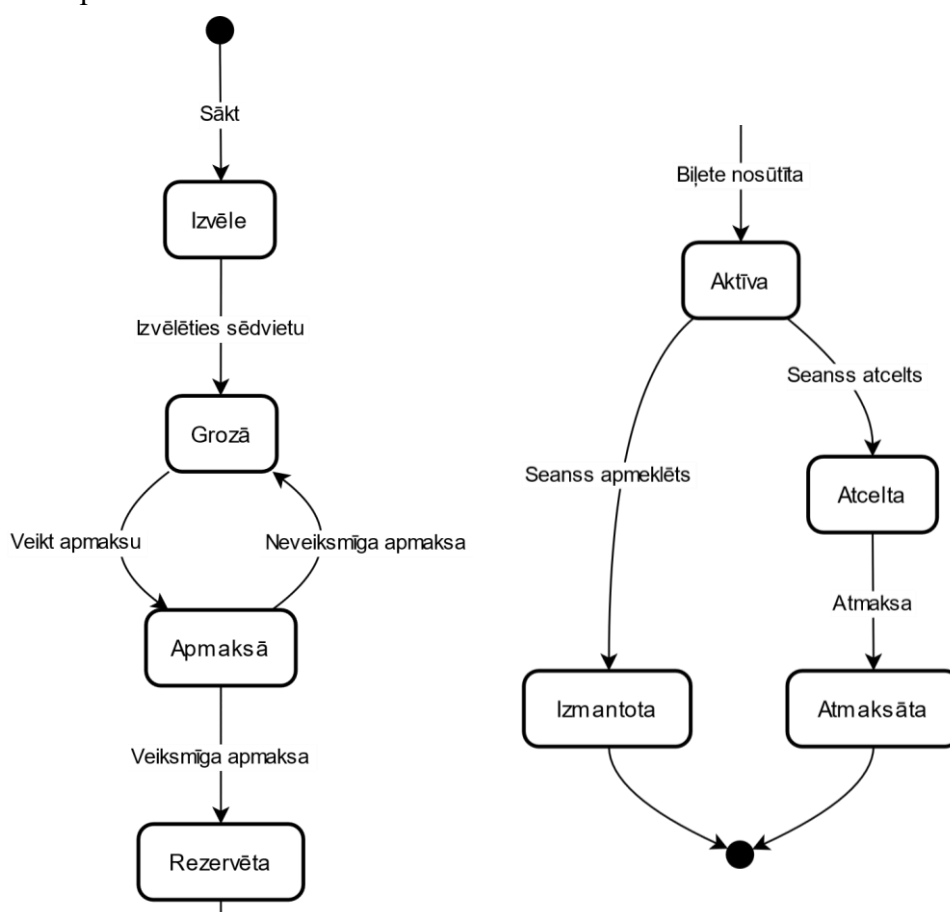 Sākt
Izvēle
Izvēlēties sēdvietu
Grozā
Veikt apmaksu
Neveiksmīga apmaksa
Apmaksā
Veiksmīga apmaksa
Rezervēta
Biļete nosūtīta
Aktīva
Seanss atcelts
Seanss apmeklēts
Atcelta
Atmaksa
Izmantota
Atmaksāta